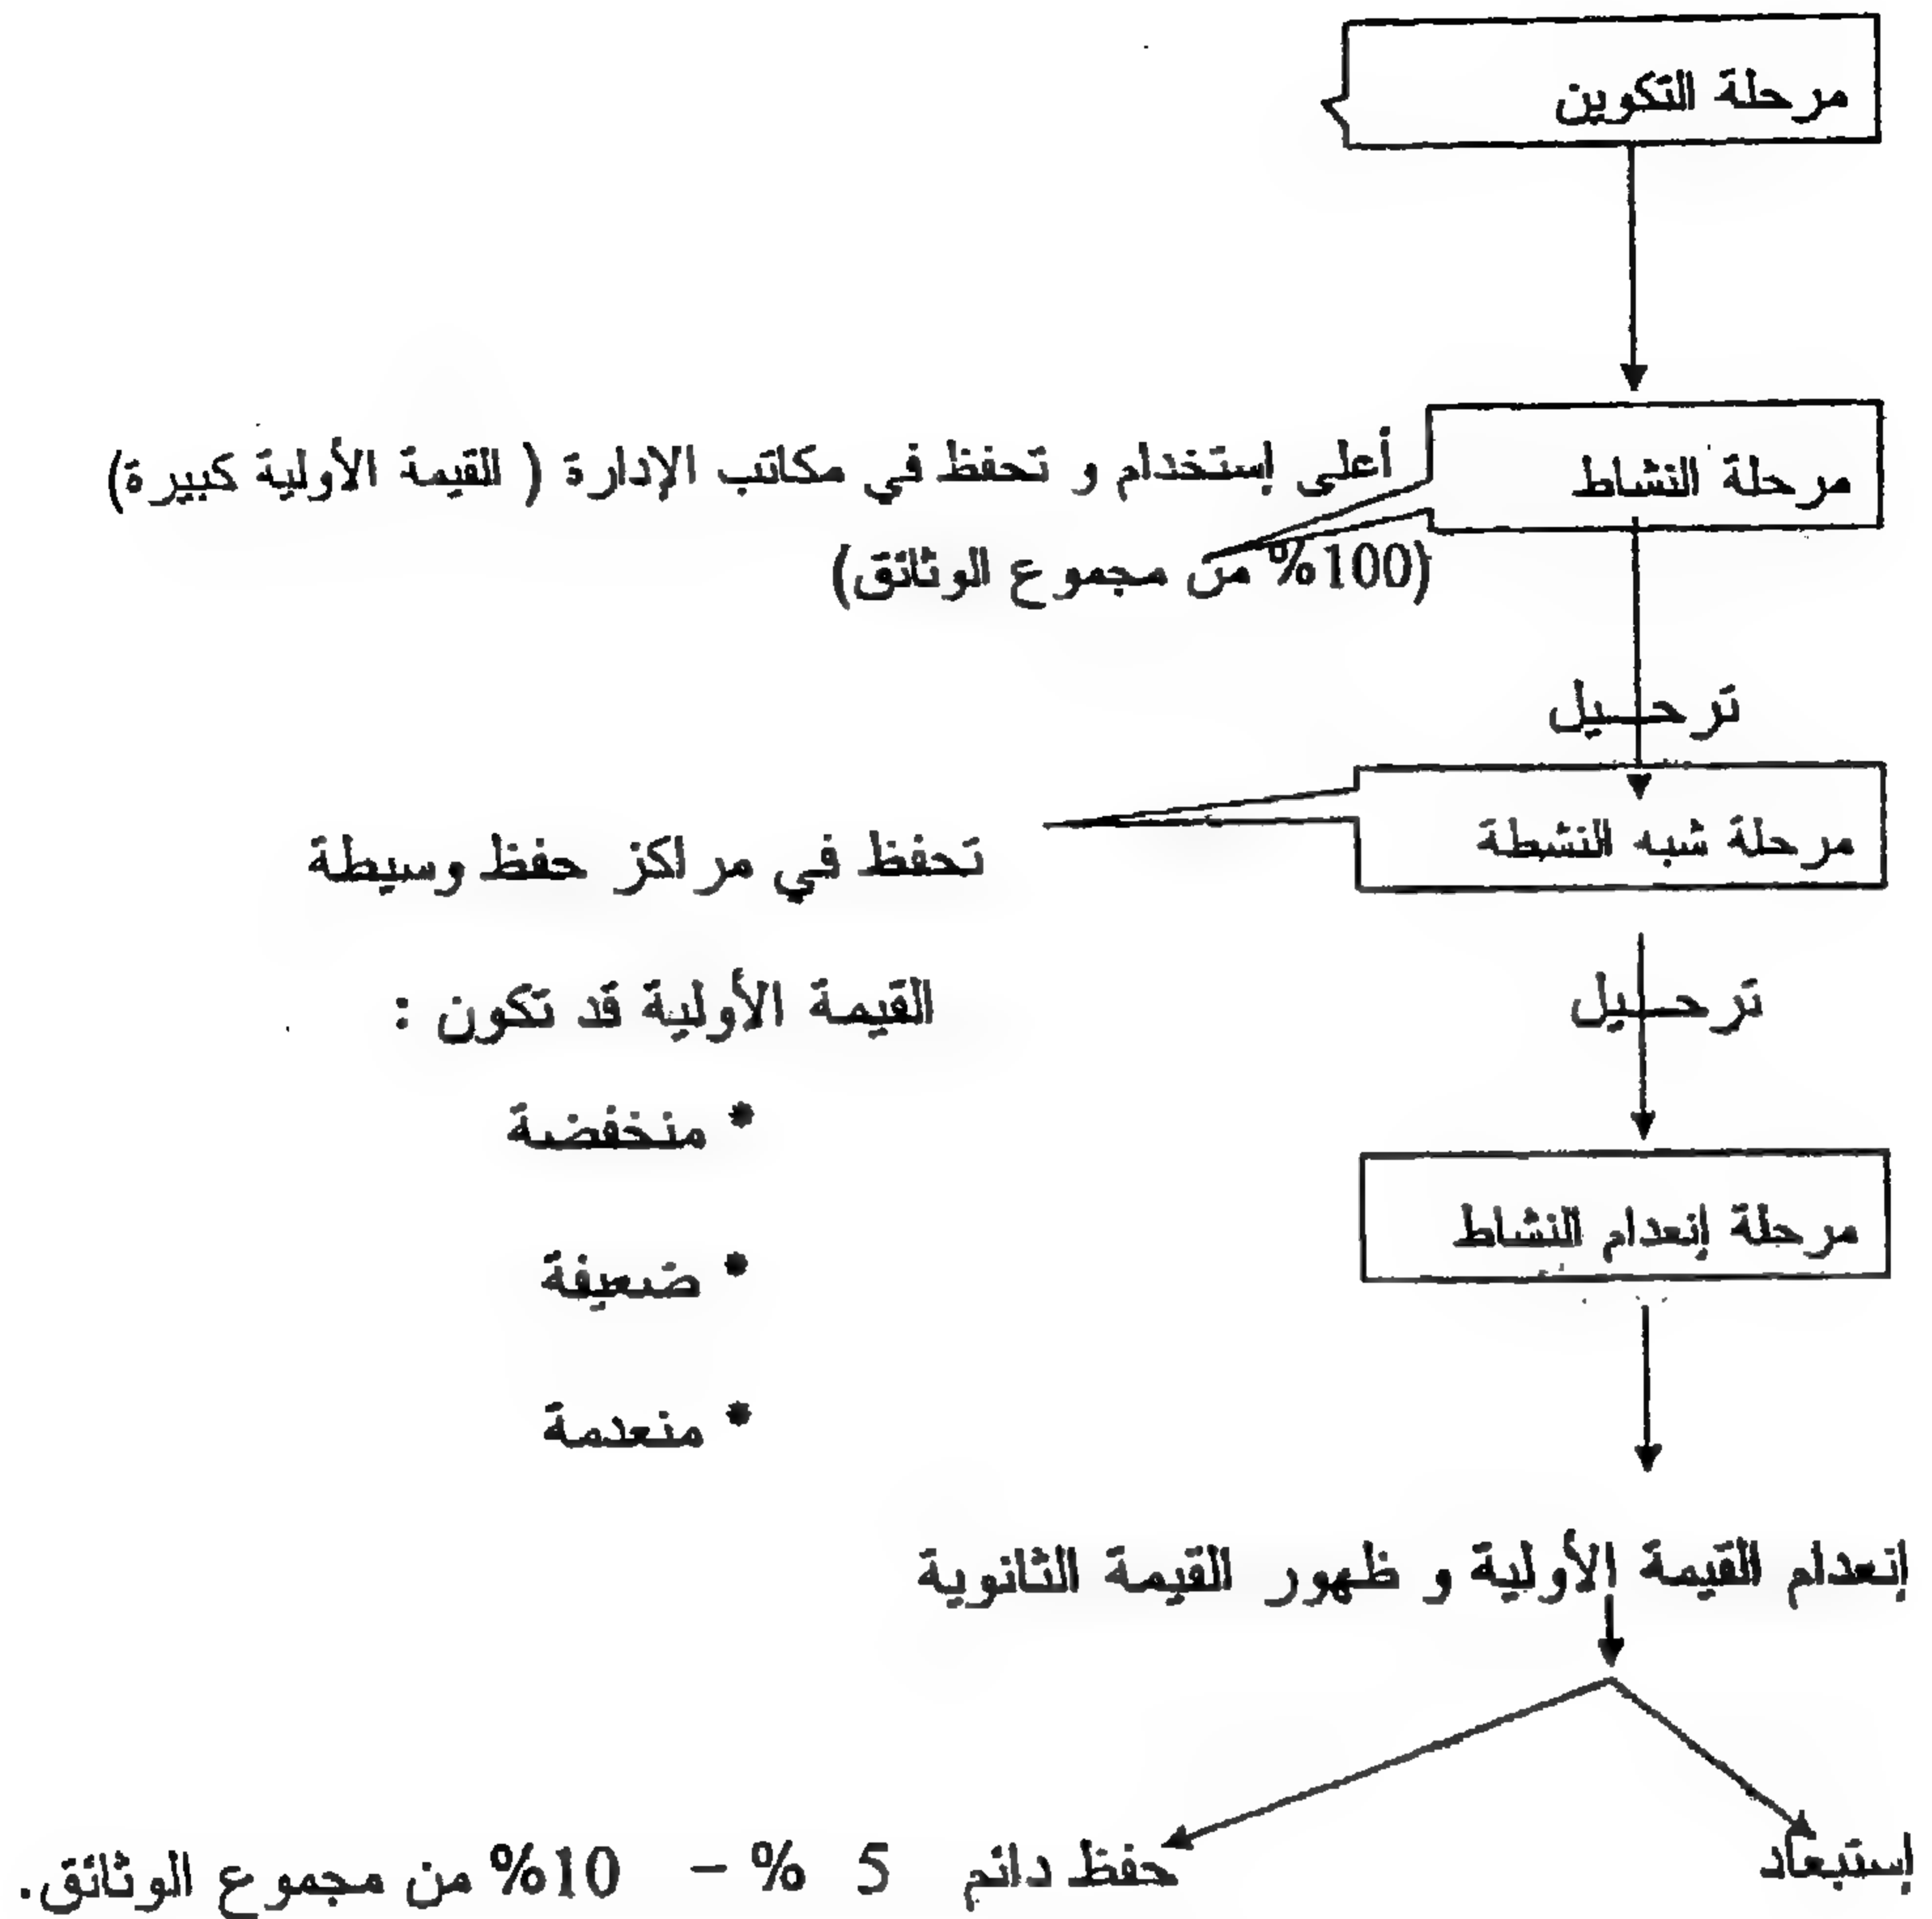 مرحلة التكوين
مرحلة النشاط
أعلى إستخدام و تحفظ في مكاتب الإدارة ( القيمة الأولية كبيرة)
(100% من مجموع الوثائق)
ترحيل
مرحلة شبه النشطة
تحفظ في مراكز حفظ وسيطة
القيمة الأولية قد تكون :
ترحيل
* منخفضة
مرحلة إنعدام النشاط
* ضعيفة
* منعدمة
إنعدام القيمة الأولية و ظهور القيمة الثانوية
إستبعاد
حفظ دائم 5 % – 10% من مجموع الوثائق.